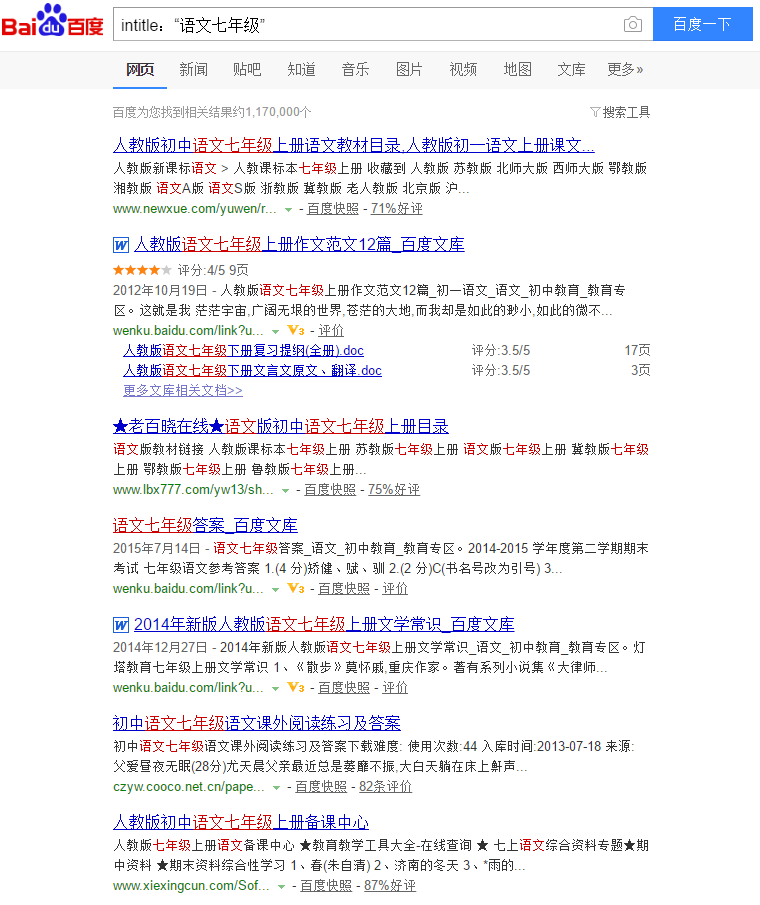 Bai du 百度
intitle：“语文七年级”
百度一下
网页 新闻 贴吧 知道 音乐 图片 视频 地图 文库 更多»
百度为您找到相关结果约1,170,000个 搜索工具
人教版初中语文七年级上册语文教材目录,人教版初一语文上册课文...
人教版新课标语文 > 人教课标本七年级上册 收藏到 人教版 苏教版 北师大版 西师大版 鄂教版
湘教版 语文A版 语文S版 浙教版 冀教版 老人教版 北京版 沪...
www.newxue.com/yuwen/r... - 百度快照 - 71%好评
W 人教版语文七年级上册作文范文12篇_百度文库
★★★★★ 评分:4/5 9页
2012年10月19日 - 人教版语文七年级上册作文范文12篇_初一语文_语文_初中教育_教育专
区。这就是我 茫茫宇宙,广阔无垠的世界,苍茫的大地,而我却是如此的眇小,如此的微不...
wenku.baidu.com/link?u... V3 - 评价
人教版语文七年级下册复习提纲(全册).doc 评分:3.5/5 17页
人教版语文七年级下册文言文原文、翻译.doc 评分:3.5/5 3页
更多文库相关文档>>
★老百晓在线★语文版初中语文七年级上册目录
语文版教材链接 人教版课标本七年级上册 苏教版七年级上册 语文版七年级上册 冀教版七年级
上册 鄂教版七年级上册 鲁教版七年级上册...
www.lbx777.com/yw13/sh... - 百度快照 - 75%好评
语文七年级答案_百度文库
2015年7月14日 - 语文七年级答案_语文_初中教育_教育专区。2014-2015 学年度第二学期期末
考试 七年级语文参考答案 1.(4 分)矫健、赋、驯 2.(2 分)C(书名号改为引号) 3...
wenku.baidu.com/link?u... V3 - 百度快照 - 评价
W 2014年新版人教版语文七年级上册文学常识_百度文库
2014年12月27日 - 2014年新版人教版语文七年级上册文学常识_语文_初中教育_教育专区。灯
塔教育七年级上册文学常识 1、《散步》莫怀戚,重庆作家。著有系列小说集《大律师...
wenku.baidu.com/link?u... V3 - 百度快照 - 评价
初中语文七年级语文课外阅读练习及答案
初中语文七年级语文课外阅读练习及答案下载难度: 使用次数:44 入库时间:2013-07-18 来源:
父爱昼夜无眠(28分)尤天晨父亲最近总是萎靡不振,大白天躺在床上鼾声...
czyw.cooco.net.cn/pape... - 百度快照 - 82条评价
人教版初中语文七年级上册备课中心
人教版七年级上册语文备课中心 ★教育教学工具大全-在线查询 ★ 七上语文综合资料专题★期
中资料 ★期末资料综合性学习 1、春(朱自清) 2、济南的冬天 3、*雨的...
www.xiexingcun.com/Sof... - 百度快照 - 87%好评